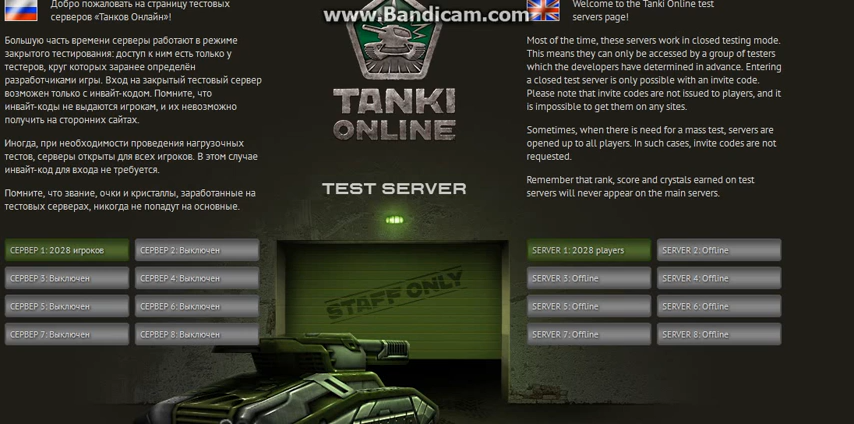 www.Bandicam.com
Добро пожаловать на страницу тестовых
серверов «Танков Онлайн»!
Большую часть времени серверы работают в режиме
закрытого тестирования: доступ к ним есть только у
тестеров, круг которых заранее определён
разработчиками игры. Вход на закрытый тестовый сервер
возможен только с инвайт-кодом. Помните, что
инвайт-коды не выдаются игрокам, и их невозможно
получить на сторонних сайтах.
Иногда, при необходимости проведения нагрузочных
тестов, серверы открыты для всех игроков. В этом случае
инвайт-код для входа не требуется.
Помните, что звание, очки и кристаллы, заработанные на
тестовых серверах, никогда не попадут на основные.
СЕРВЕР 1: 2028 игроков
СЕРВЕР 2: Выключен
СЕРВЕР 3: Выключен
СЕРВЕР 4: Выключен
СЕРВЕР 5: Выключен
СЕРВЕР 6: Выключен
СЕРВЕР 7: Выключен
СЕРВЕР 8: Выключен
TANKI
ONLINE
TEST SERVER
STAFF ONLY
Welcome to the Tanki Online test
servers page!
Most of the time, these servers work in closed testing mode.
This means they can only be accessed by a group of testers
which the developers have determined in advance. Entering
a closed test server is only possible with an invite code.
Please note that invite codes are not issued to players, and it
is impossible to get them on any sites.
Sometimes, when there is need for a mass test, servers are
opened up to all players. In such cases, invite codes are not
requested.
Remember that rank, score and crystals earned on test
servers will never appear on the main servers.
SERVER 1: 2028 players
SERVER 2: Offline
SERVER 3: Offline
SERVER 4: Offline
SERVER 5: Offline
SERVER 6: Offline
SERVER 7: Offline
SERVER 8: Offline